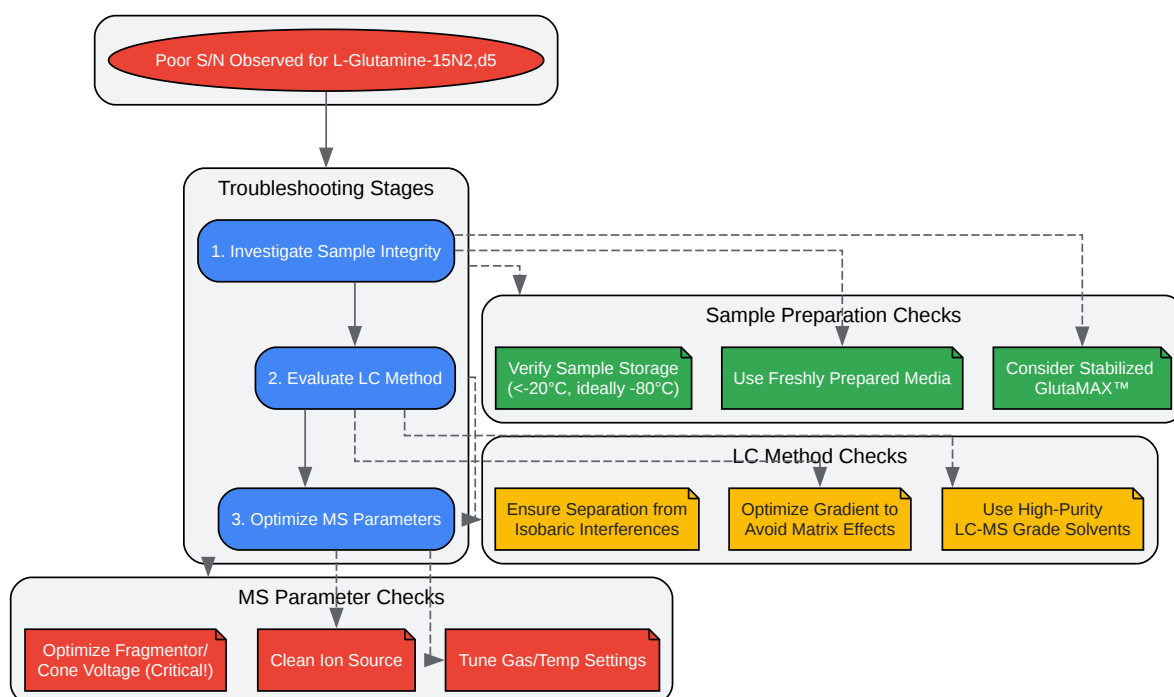 Poor S/N Observed for L-Glutamine-15N2,d5
Troubleshooting Stages
1. Investigate Sample Integrity
2. Evaluate LC Method
3. Optimize MS Parameters
Sample Preparation Checks
Verify Sample Storage
(<-20°C, ideally -80°C)
Use Freshly Prepared Media
Consider Stabilized
GlutaMAX™
LC Method Checks
Ensure Separation from
Isobaric Interferences
Optimize Gradient to
Avoid Matrix Effects
Use High-Purity
LC-MS Grade Solvents
MS Parameter Checks
Optimize Fragmentor/
Cone Voltage (Critical!)
Clean Ion Source
Tune Gas/Temp Settings